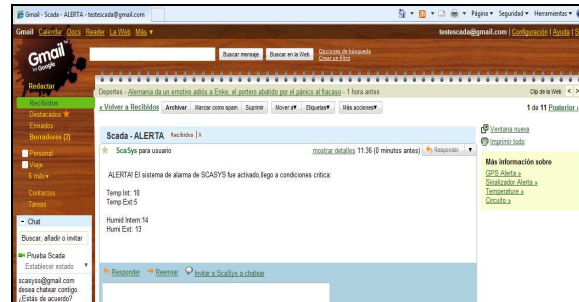 Gmail - Scada - ALERTA - testescada@gmail.com
Página Seguridad Herramientas
Gmail Calendar Docs Reader La Web Más
testescada@gmail.com | Configuración | Ayuda | S
Gmail
by Google
Buscar mensaje
Buscar en la Web
Opciones de búsqueda
Crear un filtro
Redactar
Recibidos
Destacados
Enviados
Borradores (2)
Personal
Viaje
6 más
Contactos
Tareas
Deportes - Alemania da un emotivo adiós a Enke, el portero abatido por el pánico al fracaso - 1 hora antes
Clip de la Web < >
« Volver a Recibidos Archivar Marcar como spam Suprimir Mover a Etiquetas Más acciones
1 de 11 Posterior ›
Scada - ALERTA Recibidos | X
ScaSys para usuario
mostrar detalles 11:36 (0 minutos antes) Responder
ALERTA! El sistema de alarma de SCASYS fue activado,llego a condiciones critica:
Temp Int: 10
Temp Ext:5
Humid Intern:14
Humi Ext: 13
Responder Reenviar Invitar a ScaSys a chatear
Ventana nueva
Imprimir todo
Más información sobre
GPS Alerta »
Sinalizador Alerta »
Temperature »
Circuito »
- Chat
Buscar, añadir o invitar
Prueba Scada
Establecer estado
scasyss@gmail.com
desea chatear contigo.
¿Estás de acuerdo?